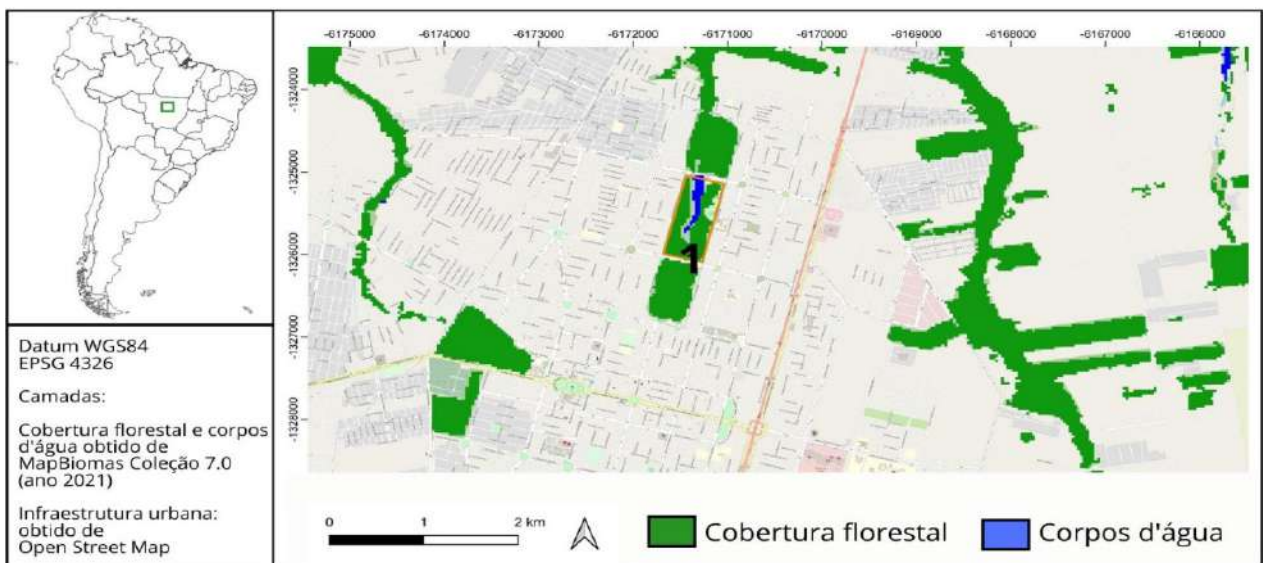 -6175000 -6174000 -6173000 -6172000 -6171000 -6170000 -6169000 -6168000 -6167000 -6166000
-1324000
-1325000
-1326000
-1327000
-1328000
1
Datum WGS84
EPSG 4326
Camadas:
Cobertura florestal e corpos
d'água obtido de
MapBiomas Coleção 7.0
(ano 2021)
Infraestrutura urbana:
obtido de
Open Street Map
0 1 2 km
Cobertura florestal
Corpos d'água